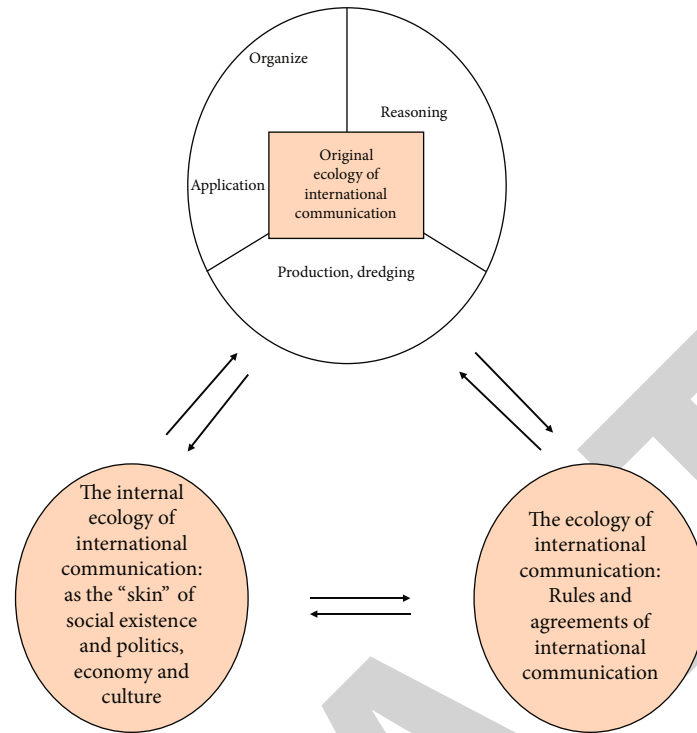 Organize
Reasoning
Application
Original
ecology of
international
communication
Production, dredging
The internal
ecology of
international
communication:
as the “skin” of
social existence
and politics,
economy and
culture
The ecology of
international
communication:
Rules and
agreements of
international
communication